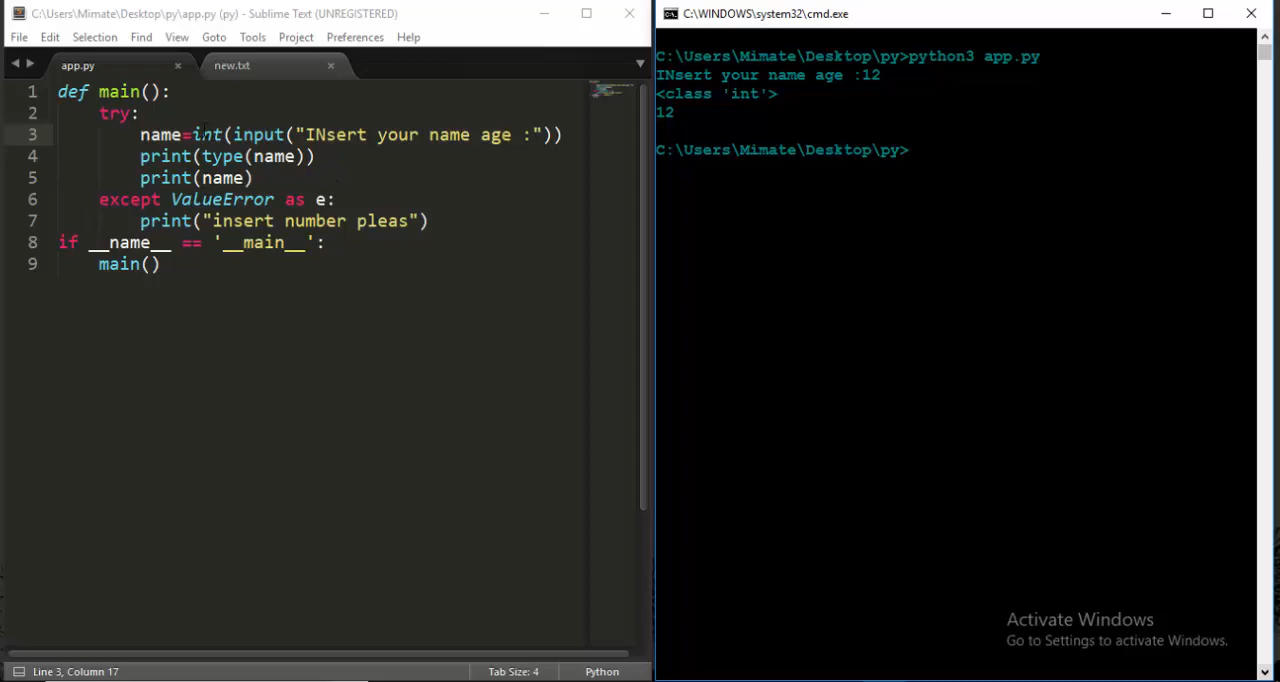 C:\Users\Mimate\Desktop\py\app.py (py) - Sublime Text (UNREGISTERED)
File Edit Selection Find View Goto Tools Project Preferences Help
app.py new.txt
1 def main():
2 try:
3 name=int(input("INsert your name age :"))
4 print(type(name))
5 print(name)
6 except ValueError as e:
7 print("insert number pleas")
8 if __name__ == '__main__':
9 main()
Line 3, Column 17 Tab Size: 4 Python
C:\WINDOWS\system32\cmd.exe
C:\Users\Mimate\Desktop\py>python3 app.py
INsert your name age :12
<class 'int'>
12
C:\Users\Mimate\Desktop\py>
Activate Windows
Go to Settings to activate Windows.